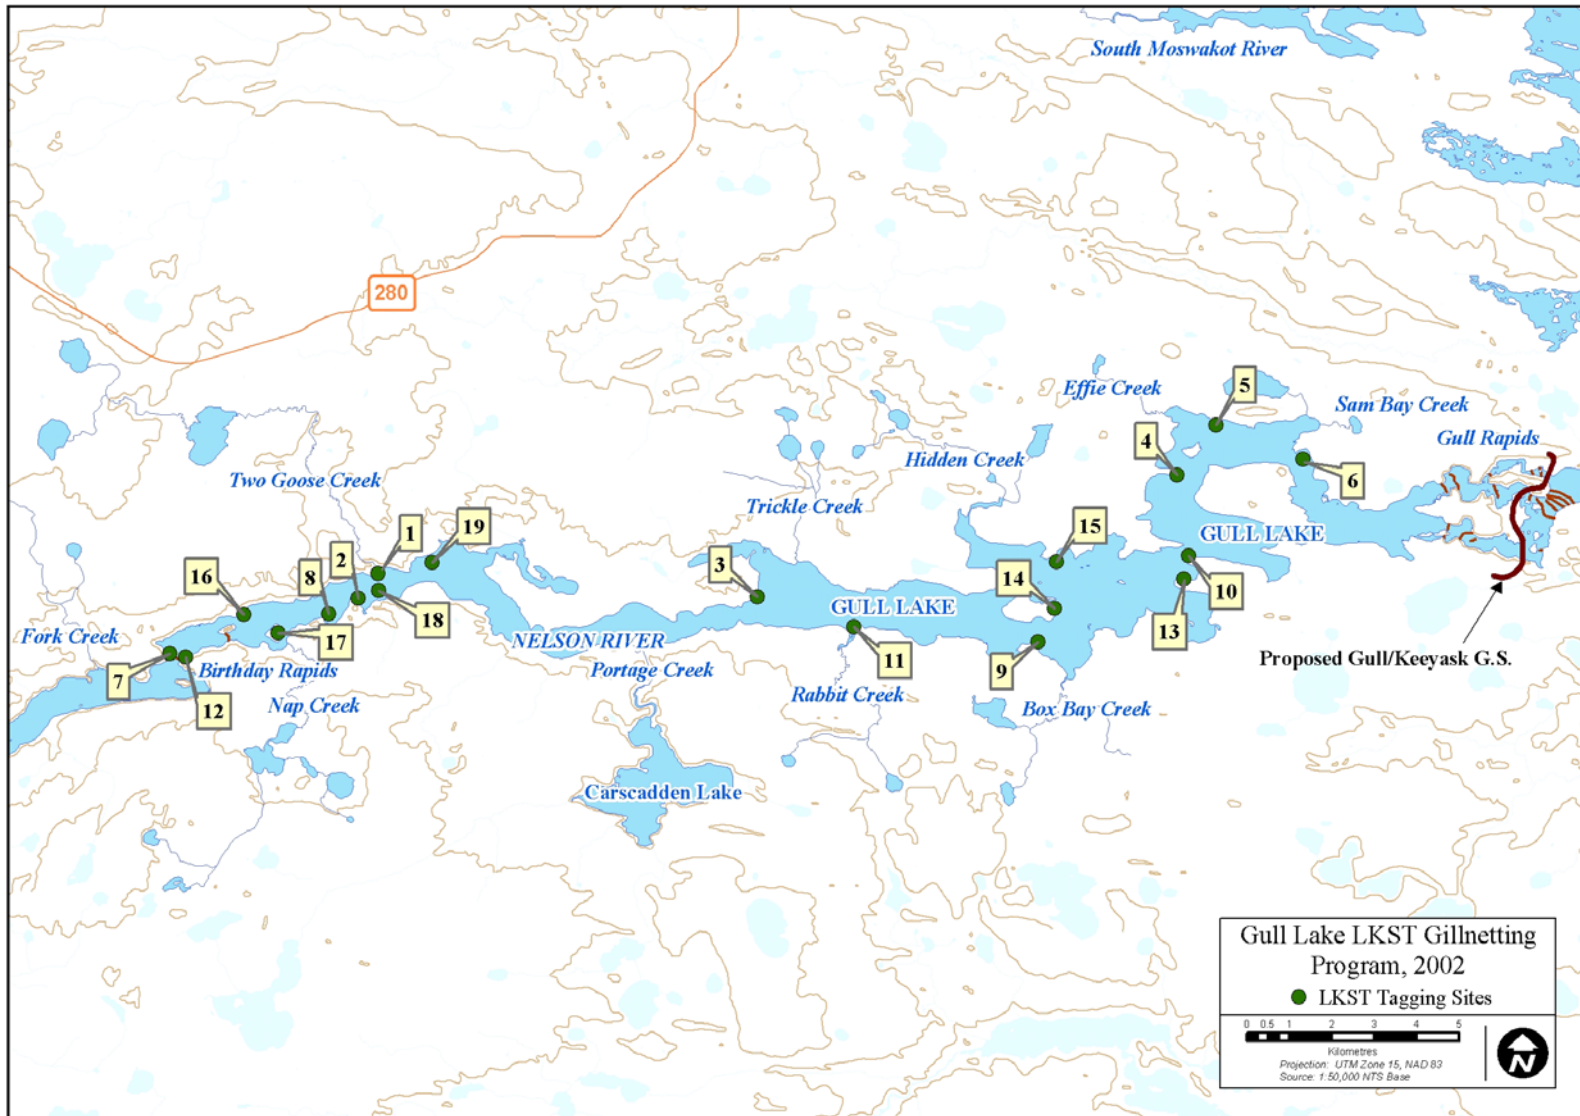 South Moswakot River
280
Effie Creek
5
Sam Bay Creek
4
Gull Rapids
Hidden Creek
6
Two Goose Creek
Trickle Creek
1
19
15
GULL LAKE
2
3
16
8
14
10
GULL LAKE
18
Fork Creek
17
NELSON RIVER
11
13
9
Proposed Gull/Keeyask G.S.
7
Birthday Rapids
Portage Creek
Rabbit Creek
12
Nap Creek
Box Bay Creek
Carscadden Lake
Gull Lake LKST Gillnetting
Program, 2002
LKST Tagging Sites
0 0.5 1 2 3 4 5
Kilometres
Projection: UTM Zone 15, NAD 83
Source: 1:50,000 NTS Base
N